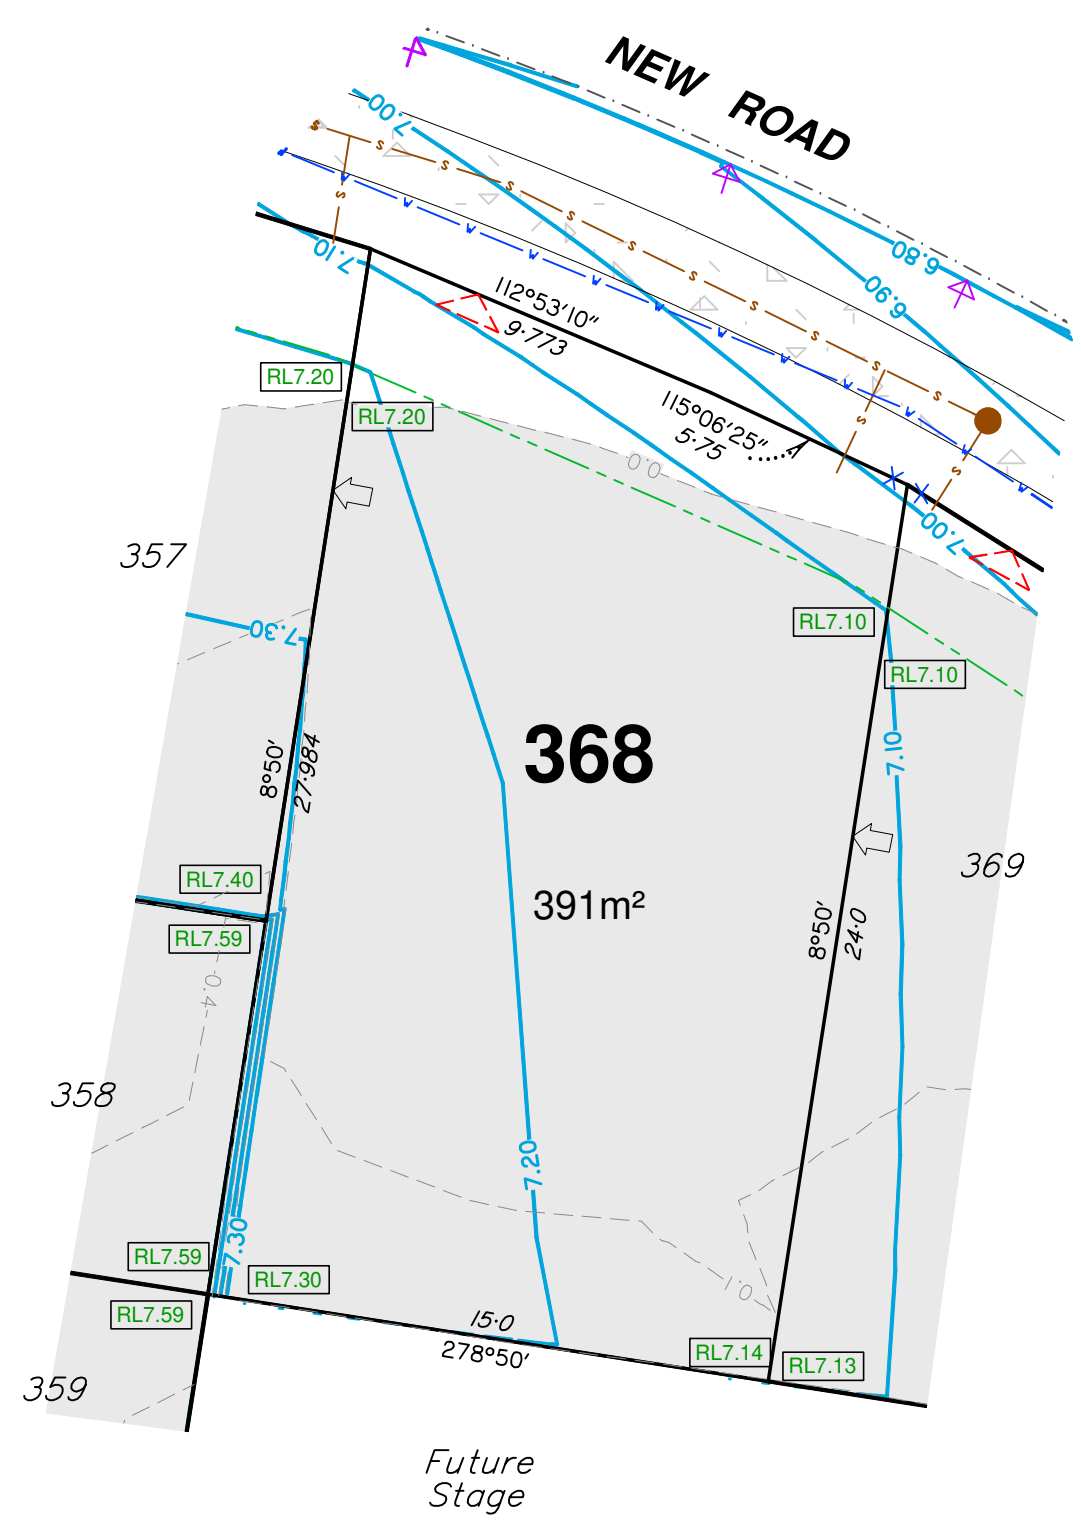 NEW ROAD
7.00
S
S
S
S
S
S
S
S
S
S
S
S
S
W
W
W
W
W
W
W
W
W
W
W
W
7.10
6.80
6.90
112°53'10"
9·773
RL7.20
RL7.20
115°06'25"
5·75
0.0
7.00
357
7.30
RL7.10
RL7.10
368
7.10
8°50'
27·984
369
RL7.40
391m²
8°50'
24·0
RL7.59
0.4
358
7.20
7.30
RL7.59
RL7.30
0.1
RL7.59
15·0
278°50'
RL7.14
RL7.13
359
Future
Stage